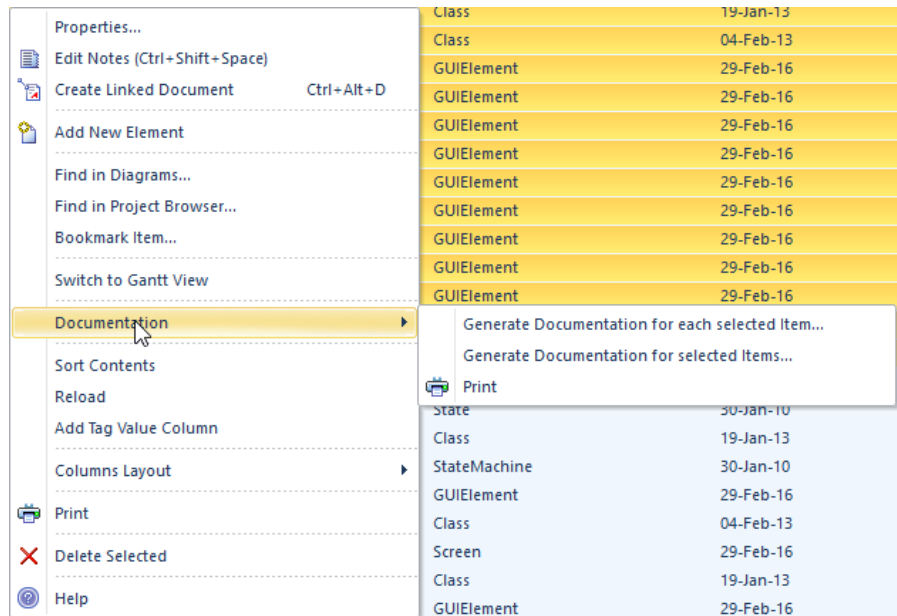 Properties...
Edit Notes (Ctrl+Shift+Space)
Create Linked Document Ctrl+Alt+D
Add New Element
Find in Diagrams...
Find in Project Browser...
Bookmark Item...
Switch to Gantt View
Documentation
Sort Contents
Reload
Add Tag Value Column
Columns Layout
Print
Delete Selected
Help
Class 19-Jan-13
Class 04-Feb-13
GUIElement 29-Feb-16
GUIElement 29-Feb-16
GUIElement 29-Feb-16
GUIElement 29-Feb-16
GUIElement 29-Feb-16
GUIElement 29-Feb-16
GUIElement 29-Feb-16
GUIElement 29-Feb-16
GUIElement 29-Feb-16
Generate Documentation for each selected Item...
Generate Documentation for selected Items...
Print
State 30-Jan-10
Class 19-Jan-13
StateMachine 30-Jan-10
GUIElement 29-Feb-16
Class 04-Feb-13
Screen 29-Feb-16
Class 19-Jan-13
GUIElement 29-Feb-16